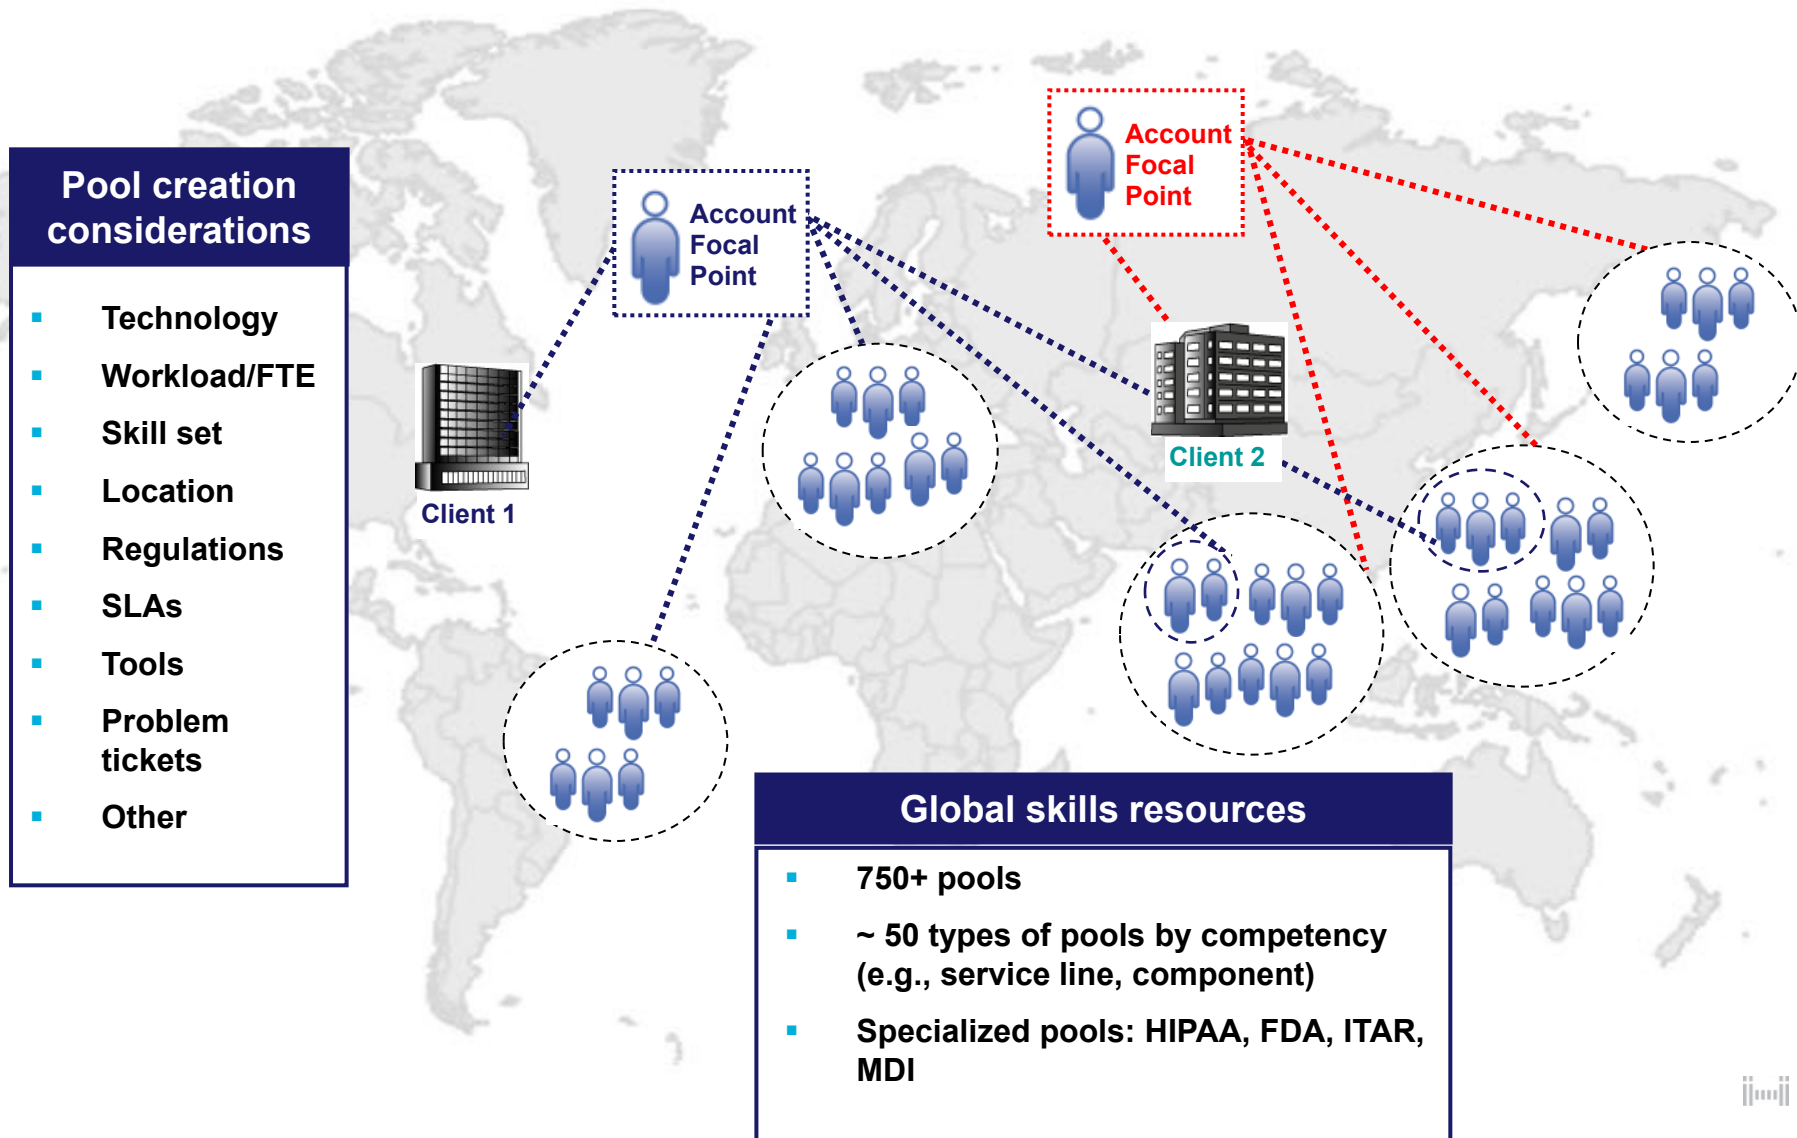 Pool creation
considerations
Technology
Workload/FTE
Skill set
Location
Regulations
SLAs
Tools
Problem
tickets
Other
Account
Focal
Point
Client 1
Account
Focal
Point
Client 2
Global skills resources
750+ pools
~ 50 types of pools by competency
(e.g., service line, component)
Specialized pools: HIPAA, FDA, ITAR,
MDI